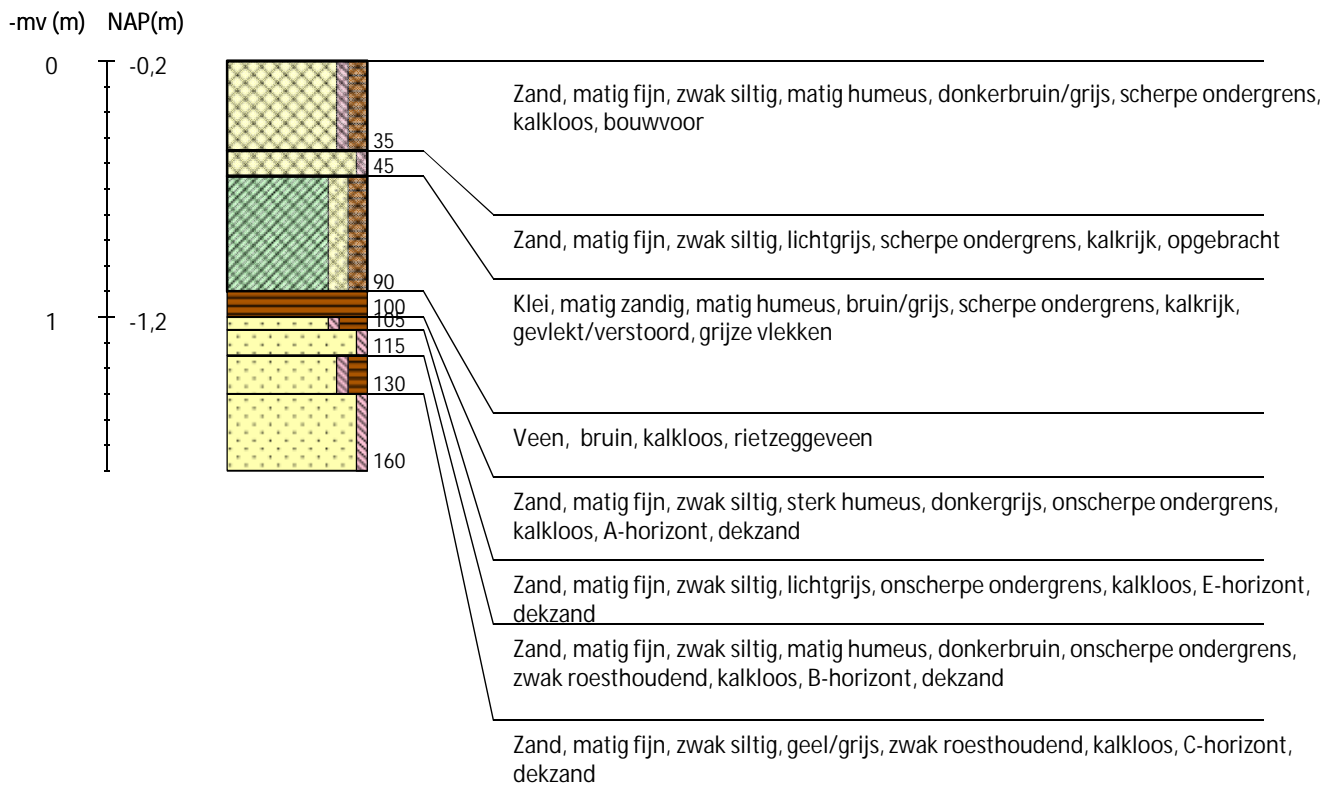 -mv (m) NAP(m)
0 -0,2
Zand, matig fijn, zwak siltig, matig humeus, donkerbruin/grijs, scherpe ondergrens,
kalkloos, bouwvoor
35
45
Zand, matig fijn, zwak siltig, lichtgrijs, scherpe ondergrens, kalkrijk, opgebracht
90
Klei, matig zandig, matig humeus, bruin/grijs, scherpe ondergrens, kalkrijk,
gevlekt/verstoord, grijze vlekken
100
1 -1,2
105
115
130
Veen, bruin, kalkloos, rietzeggeveen
160
Zand, matig fijn, zwak siltig, sterk humeus, donkergrijs, onscherpe ondergrens,
kalkloos, A-horizont, dekzand
Zand, matig fijn, zwak siltig, lichtgrijs, onscherpe ondergrens, kalkloos, E-horizont,
dekzand
Zand, matig fijn, zwak siltig, matig humeus, donkerbruin, onscherpe ondergrens,
zwak roesthoudend, kalkloos, B-horizont, dekzand
Zand, matig fijn, zwak siltig, geel/grijs, zwak roesthoudend, kalkloos, C-horizont,
dekzand